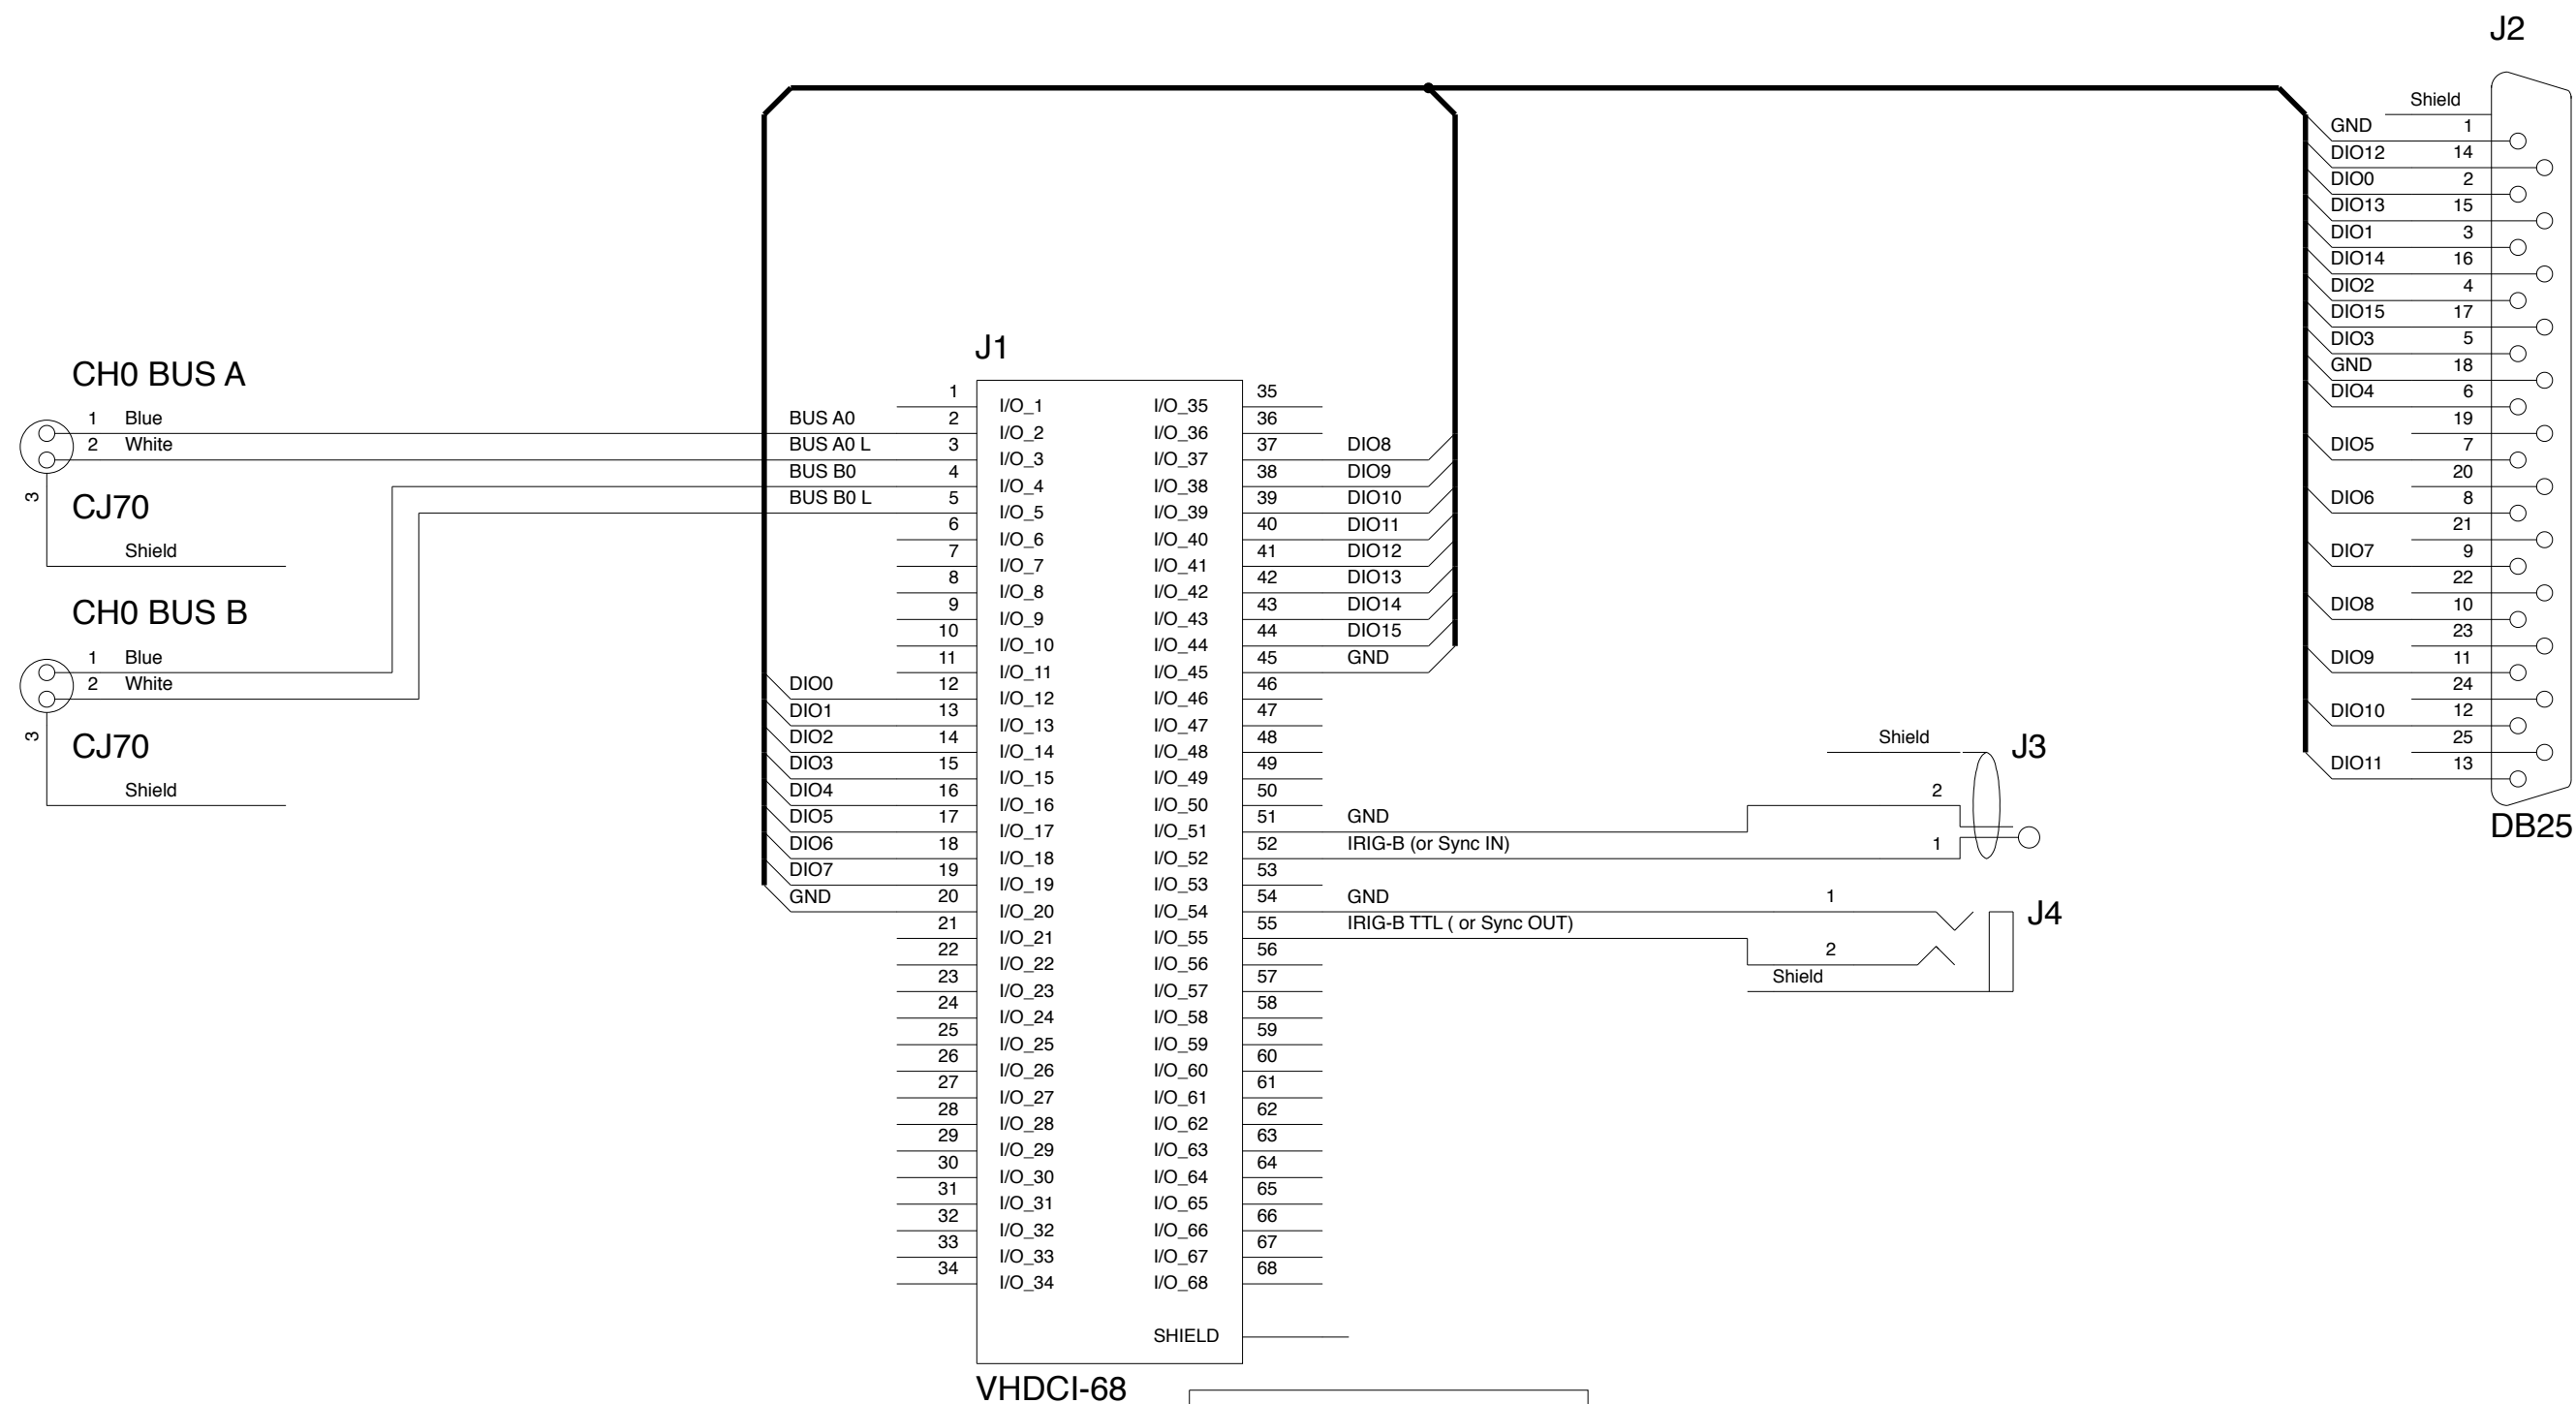 J2
Shield
GND 1
DIO12 14
DIO0 2
DIO13 15
DIO1 3
DIO14 16
DIO2 4
DIO15 17
DIO3 5
GND 18
DIO4 6
19
DIO5 7
20
DIO6 8
21
DIO7 9
22
DIO8 10
23
DIO9 11
24
DIO10 12
25
DIO11 13
DB25
CH0 BUS A
1 Blue
2 White
3
CJ70
Shield
CH0 BUS B
1 Blue
2 White
3
CJ70
Shield
J1
1 I/O_1 I/O_35 35
BUS A0 2 I/O_2 I/O_36 36
BUS A0 L 3 I/O_3 I/O_37 37 DIO8
BUS B0 4 I/O_4 I/O_38 38 DIO9
BUS B0 L 5 I/O_5 I/O_39 39 DIO10
6 I/O_6 I/O_40 40 DIO11
7 I/O_7 I/O_41 41 DIO12
8 I/O_8 I/O_42 42 DIO13
9 I/O_9 I/O_43 43 DIO14
10 I/O_10 I/O_44 44 DIO15
11 I/O_11 I/O_45 45 GND
DIO0 12 I/O_12 I/O_46 46
DIO1 13 I/O_13 I/O_47 47
DIO2 14 I/O_14 I/O_48 48
DIO3 15 I/O_15 I/O_49 49
DIO4 16 I/O_16 I/O_50 50
DIO5 17 I/O_17 I/O_51 51 GND
DIO6 18 I/O_18 I/O_52 52 IRIG-B (or Sync IN)
DIO7 19 I/O_19 I/O_53 53
GND 20 I/O_20 I/O_54 54 GND
21 I/O_21 I/O_55 55 IRIG-B TTL ( or Sync OUT)
22 I/O_22 I/O_56 56
23 I/O_23 I/O_57 57
24 I/O_24 I/O_58 58
25 I/O_25 I/O_59 59
26 I/O_26 I/O_60 60
27 I/O_27 I/O_61 61
28 I/O_28 I/O_62 62
29 I/O_29 I/O_63 63
30 I/O_30 I/O_64 64
31 I/O_31 I/O_65 65
32 I/O_32 I/O_66 66
33 I/O_33 I/O_67 67
34 I/O_34 I/O_68 68
SHIELD
VHDCI-68
Shield
J3
2
1
1
J4
2
Shield